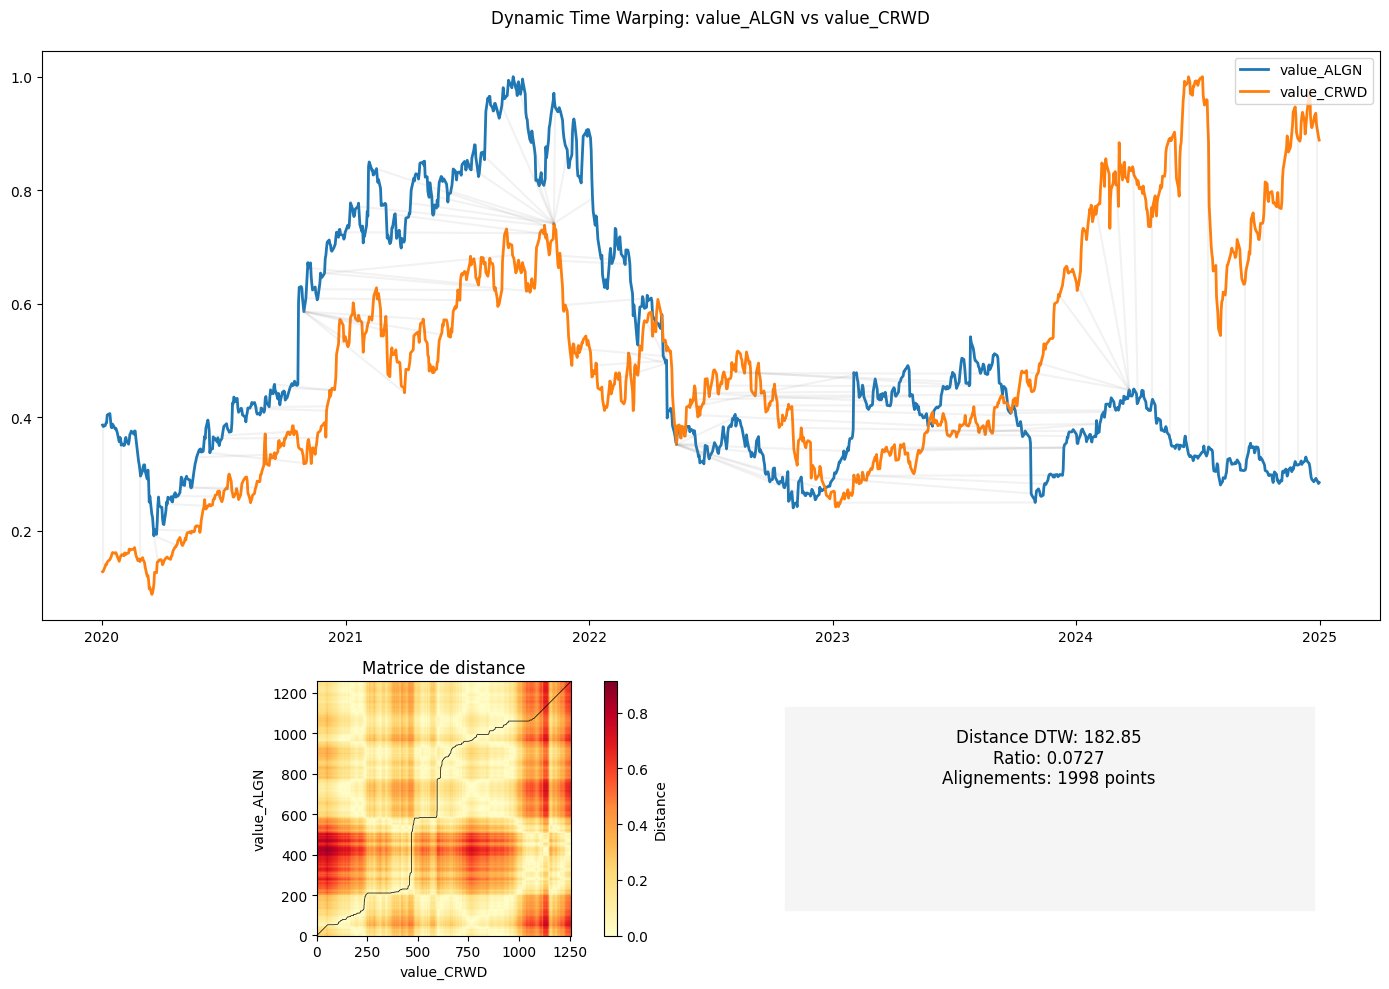 Dynamic Time Warping: value_ALGN vs value_CRWD
1.0
0.8
0.6
0.4
0.2
value_ALGN
value_CRWD
2020 2021 2022 2023 2024 2025
Matrice de distance
value_ALGN
1200
1000
800
600
400
200
0
0 250 500 750 1000 1250
value_CRWD
0.8
0.6
0.4
0.2
0.0
Distance
Distance DTW: 182.85
Ratio: 0.0727
Alignements: 1998 points